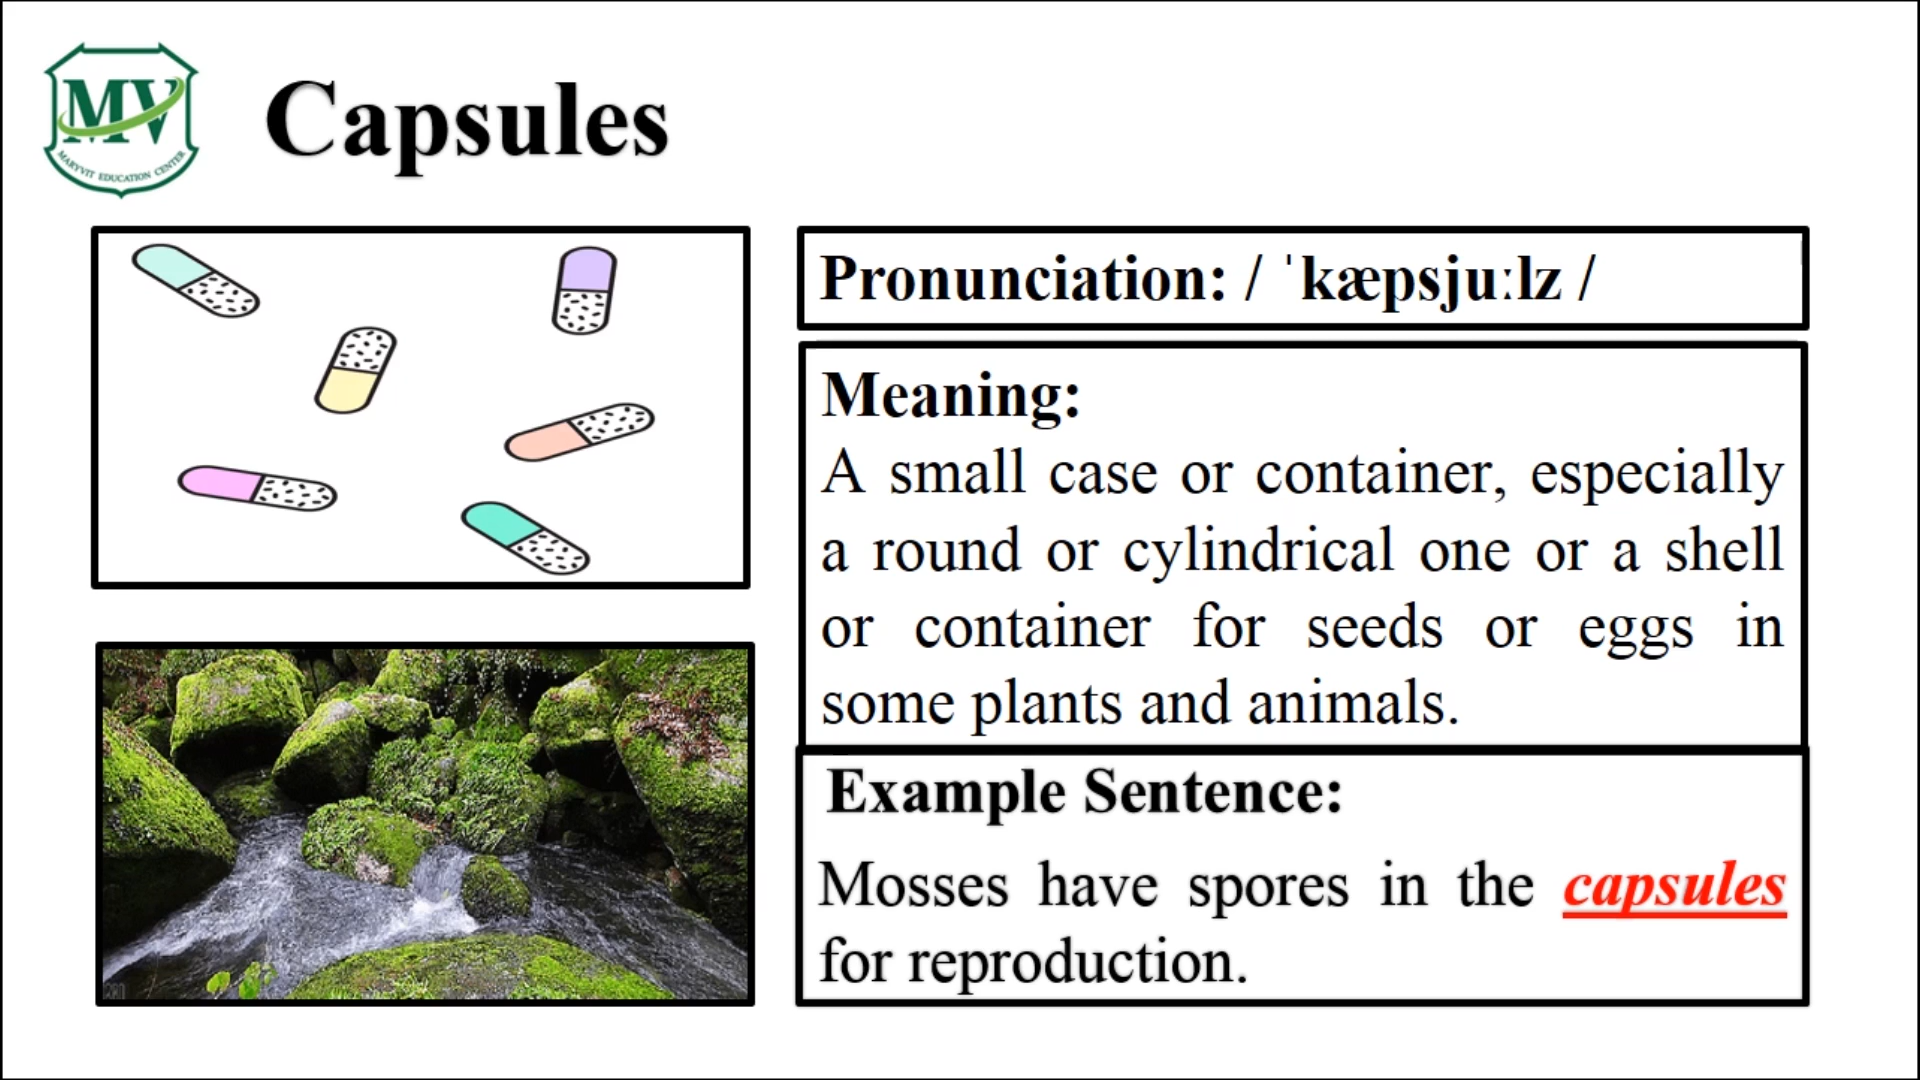 MV
MARYVIT EDUCATION CENTER
Capsules
Pronunciation: / ˈkæpsjuːlz /
Meaning:
A small case or container, especially
a round or cylindrical one or a shell
or container for seeds or eggs in
some plants and animals.
Example Sentence:
Mosses have spores in the capsules
for reproduction.